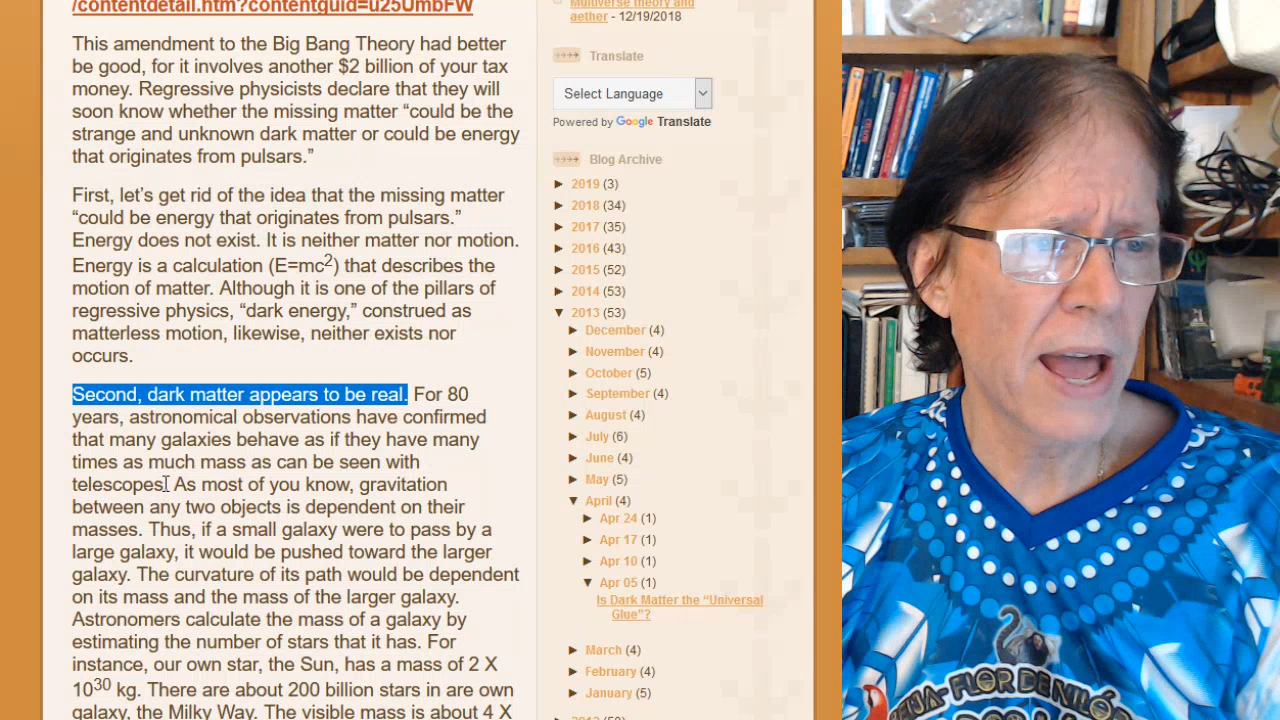 /contentdetail.htm?contentguid=u25UmbFW
This amendment to the Big Bang Theory had better
be good, for it involves another $2 billion of your tax
money. Regressive physicists declare that they will
soon know whether the missing matter “could be the
strange and unknown dark matter or could be energy
that originates from pulsars.”
First, let’s get rid of the idea that the missing matter
“could be energy that originates from pulsars.”
Energy does not exist. It is neither matter nor motion.
Energy is a calculation (E=mc2) that describes the
motion of matter. Although it is one of the pillars of
regressive physics, “dark energy,” construed as
matterless motion, likewise, neither exists nor
occurs.
Second, dark matter appears to be real. For 80
years, astronomical observations have confirmed
that many galaxies behave as if they have many
times as much mass as can be seen with
telescopes. As most of you know, gravitation
between any two objects is dependent on their
masses. Thus, if a small galaxy were to pass by a
large galaxy, it would be pushed toward the larger
galaxy. The curvature of its path would be dependent
on its mass and the mass of the larger galaxy.
Astronomers calculate the mass of a galaxy by
estimating the number of stars that it has. For
instance, our own star, the Sun, has a mass of 2 X
1030 kg. There are about 200 billion stars in are own
galaxy, the Milky Way. The visible mass is about 4 X
Multiverse theory and
aether - 12/19/2018
Translate
Select Language
Powered by Google Translate
Blog Archive
► 2019 (3)
► 2018 (34)
► 2017 (35)
► 2016 (43)
► 2015 (52)
► 2014 (53)
▼ 2013 (53)
► December (4)
► November (4)
► October (5)
► September (4)
► August (4)
► July (6)
► June (4)
► May (5)
▼ April (4)
► Apr 24 (1)
► Apr 17 (1)
► Apr 10 (1)
▼ Apr 05 (1)
Is Dark Matter the “Universal
Glue”?
► March (4)
► February (4)
► January (5)
FLOR DE NILÓ